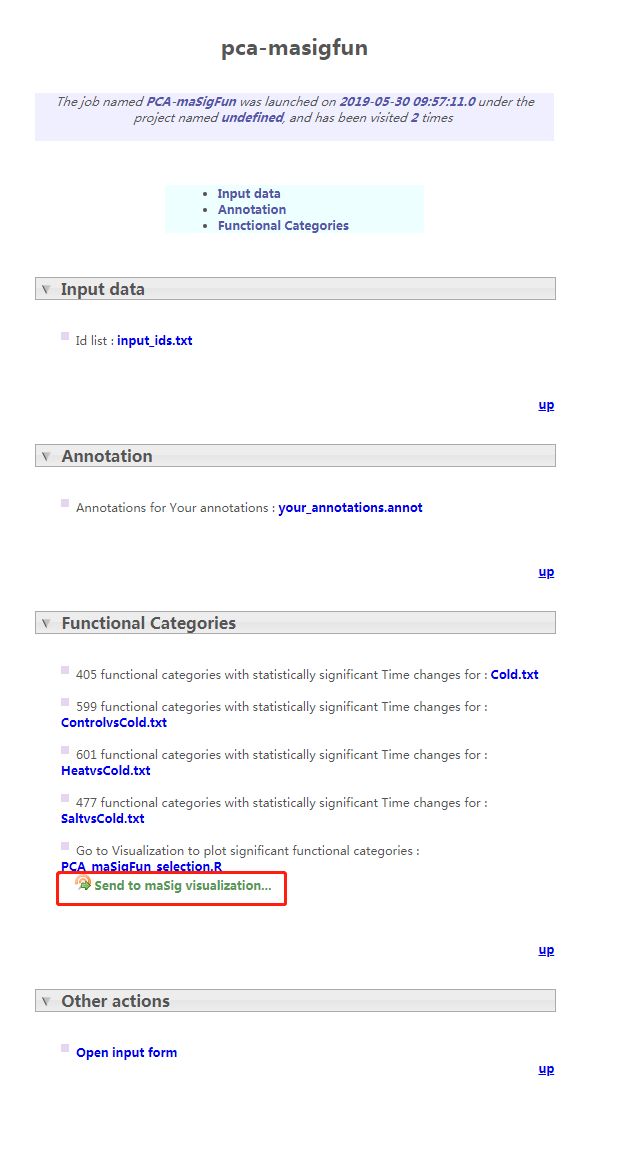 pca-masigfun
The job named PCA-maSigFun was launched on 2019-05-30 09:57:11.0 under the
project named undefined, and has been visited 2 times
Input data
Annotation
Functional Categories
Input data
Id list : input_ids.txt
up
Annotation
Annotations for Your annotations : your_annotations.annot
up
Functional Categories
405 functional categories with statistically significant Time changes for : Cold.txt
599 functional categories with statistically significant Time changes for :
ControlvsCold.txt
601 functional categories with statistically significant Time changes for :
HeatvsCold.txt
477 functional categories with statistically significant Time changes for :
SaltvsCold.txt
Go to Visualization to plot significant functional categories :
PCA_maSigFun_selection.R
Send to maSig visualization...
up
Other actions
Open input form
up